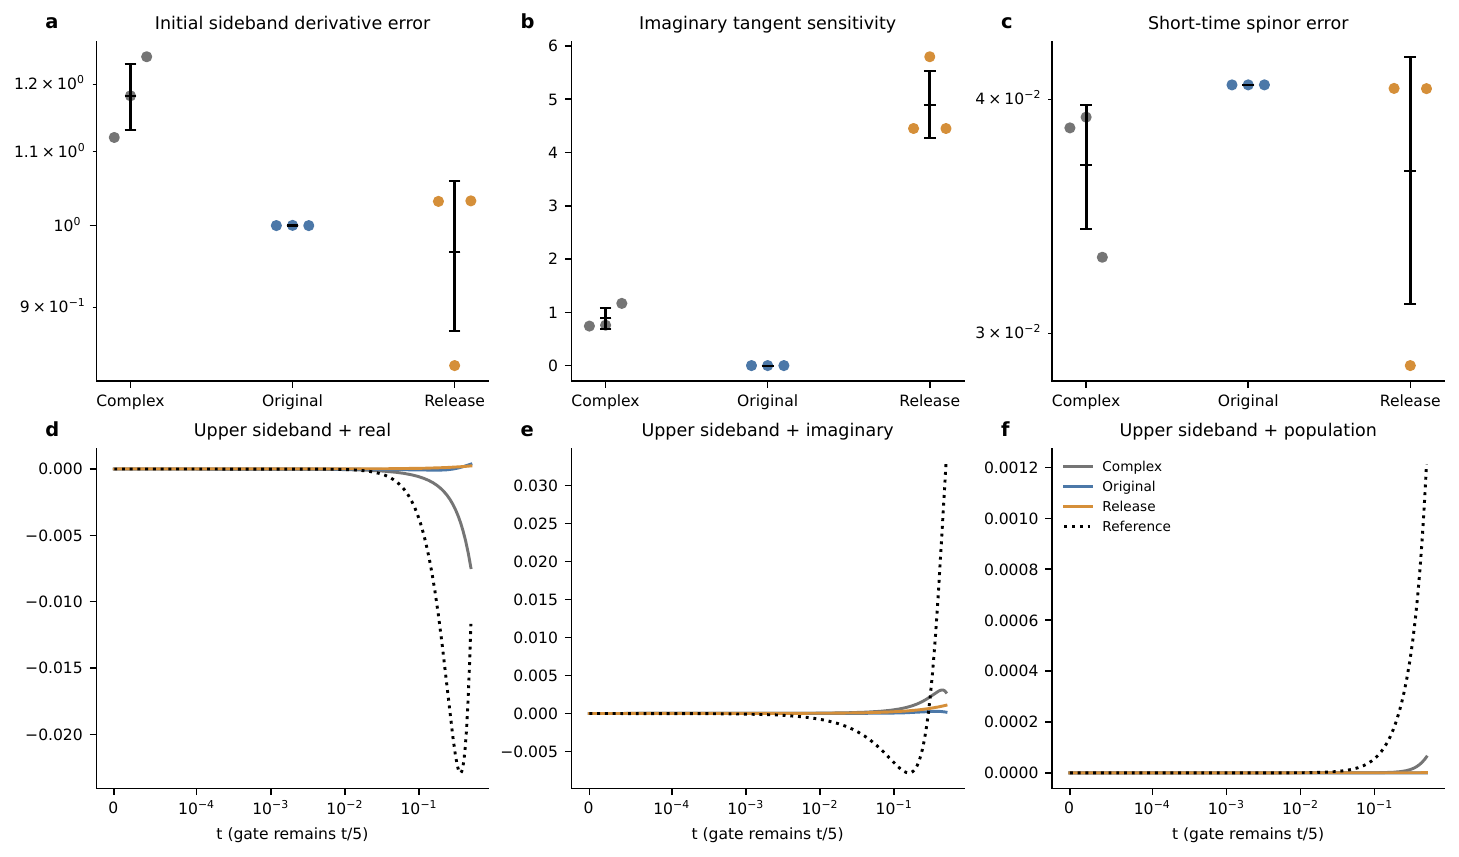 a Initial sideband derivative error
1.2 × 10⁰
1.1 × 10⁰
10⁰
9 × 10⁻¹
Complex Original Release
b Imaginary tangent sensitivity
6
5
4
3
2
1
0
Complex Original Release
c Short-time spinor error
4 × 10⁻²
3 × 10⁻²
Complex Original Release
d Upper sideband + real
0.000
−0.005
−0.010
−0.015
−0.020
0 10⁻⁴ 10⁻³ 10⁻² 10⁻¹
t (gate remains t/5)
e Upper sideband + imaginary
0.030
0.025
0.020
0.015
0.010
0.005
0.000
−0.005
0 10⁻⁴ 10⁻³ 10⁻² 10⁻¹
t (gate remains t/5)
f Upper sideband + population
Complex
Original
Release
Reference
0.0012
0.0010
0.0008
0.0006
0.0004
0.0002
0.0000
0 10⁻⁴ 10⁻³ 10⁻² 10⁻¹
t (gate remains t/5)